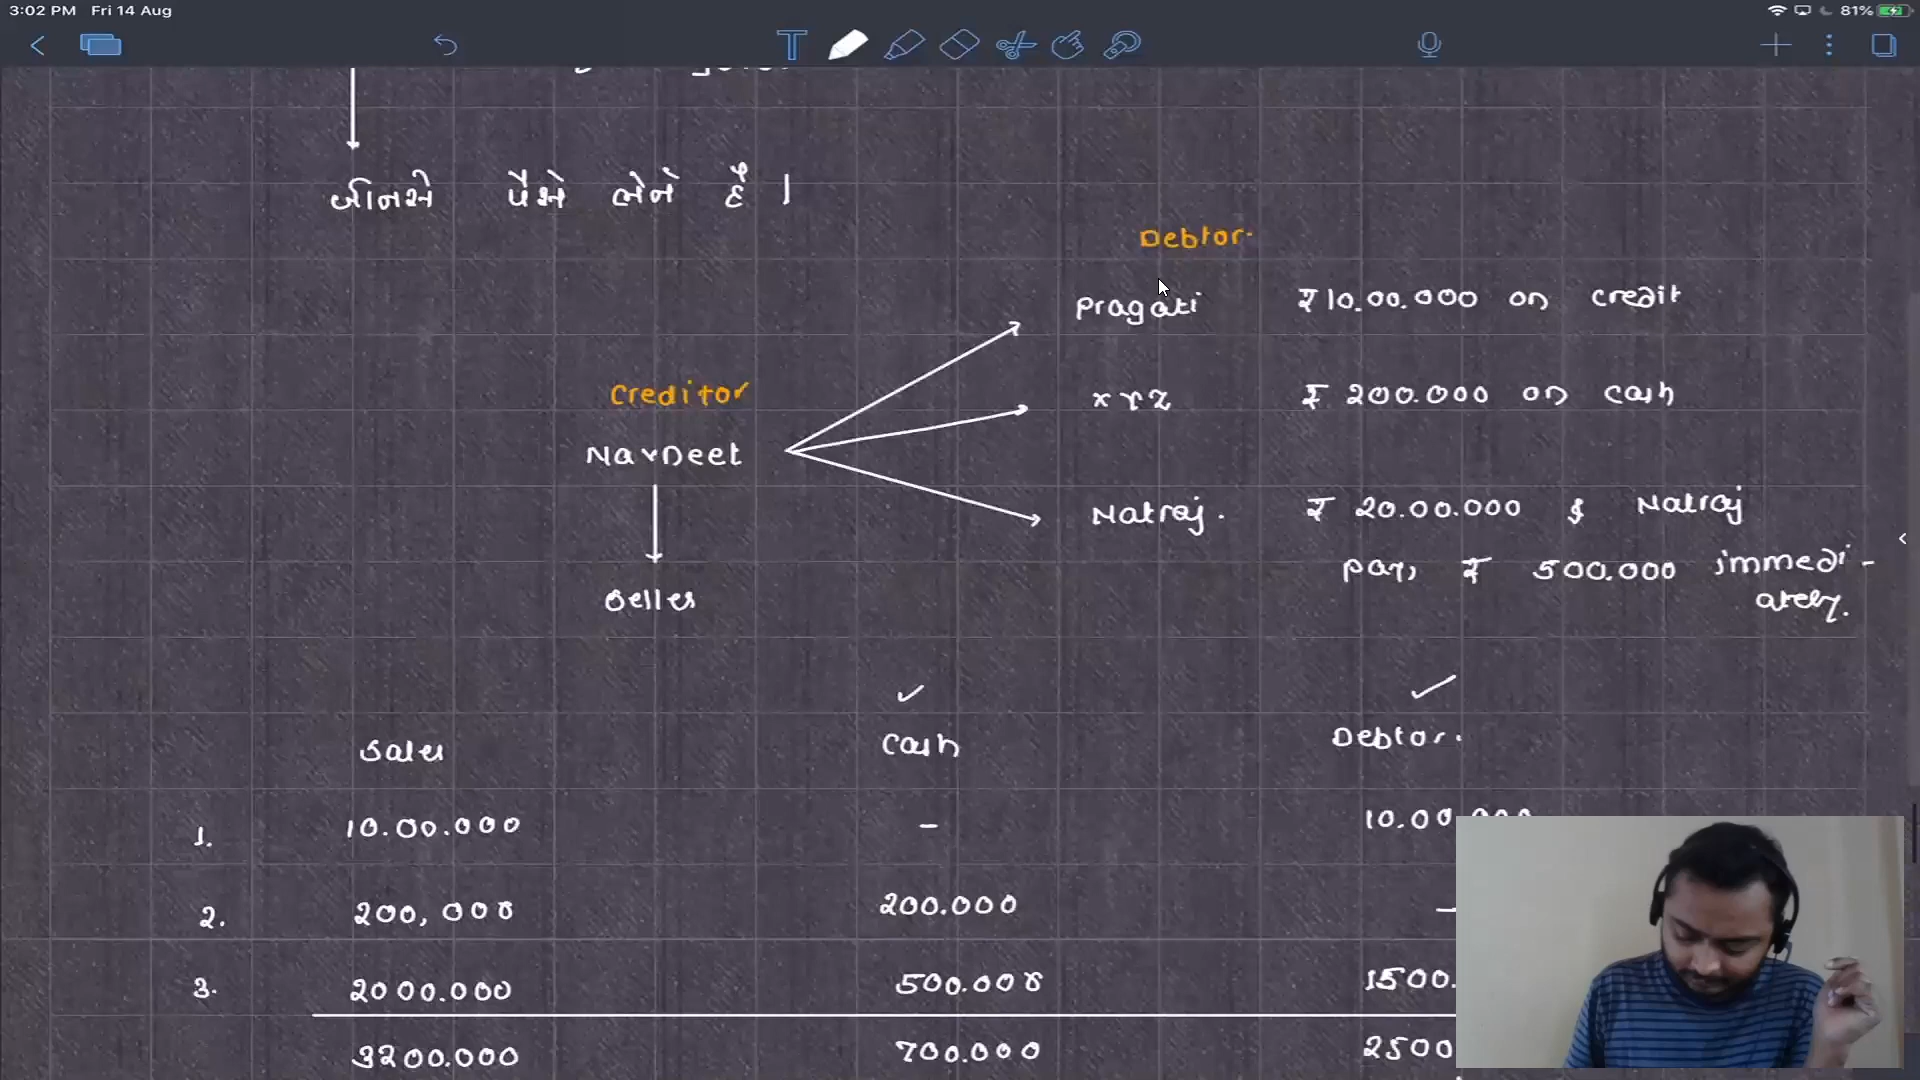 3:02 PM Fri 14 Aug
81%
જીનસે પૈસે લેને હૈ |
Debtor.
Pragati ₹10.00.000 on credit
Creditor
XYZ ₹ 200.000 on cash
Navneet
Natraj. ₹ 20.00.000 & Natraj
pay, ₹ 500.000 immedi-
ately.
Seller
✓ ✓
Sales Cash Debtor.
1. 10.00.000 - 10.00.000
2. 200,000 200.000 -
3. 2000.000 500.000 1500.
3200.000 700.000 2500